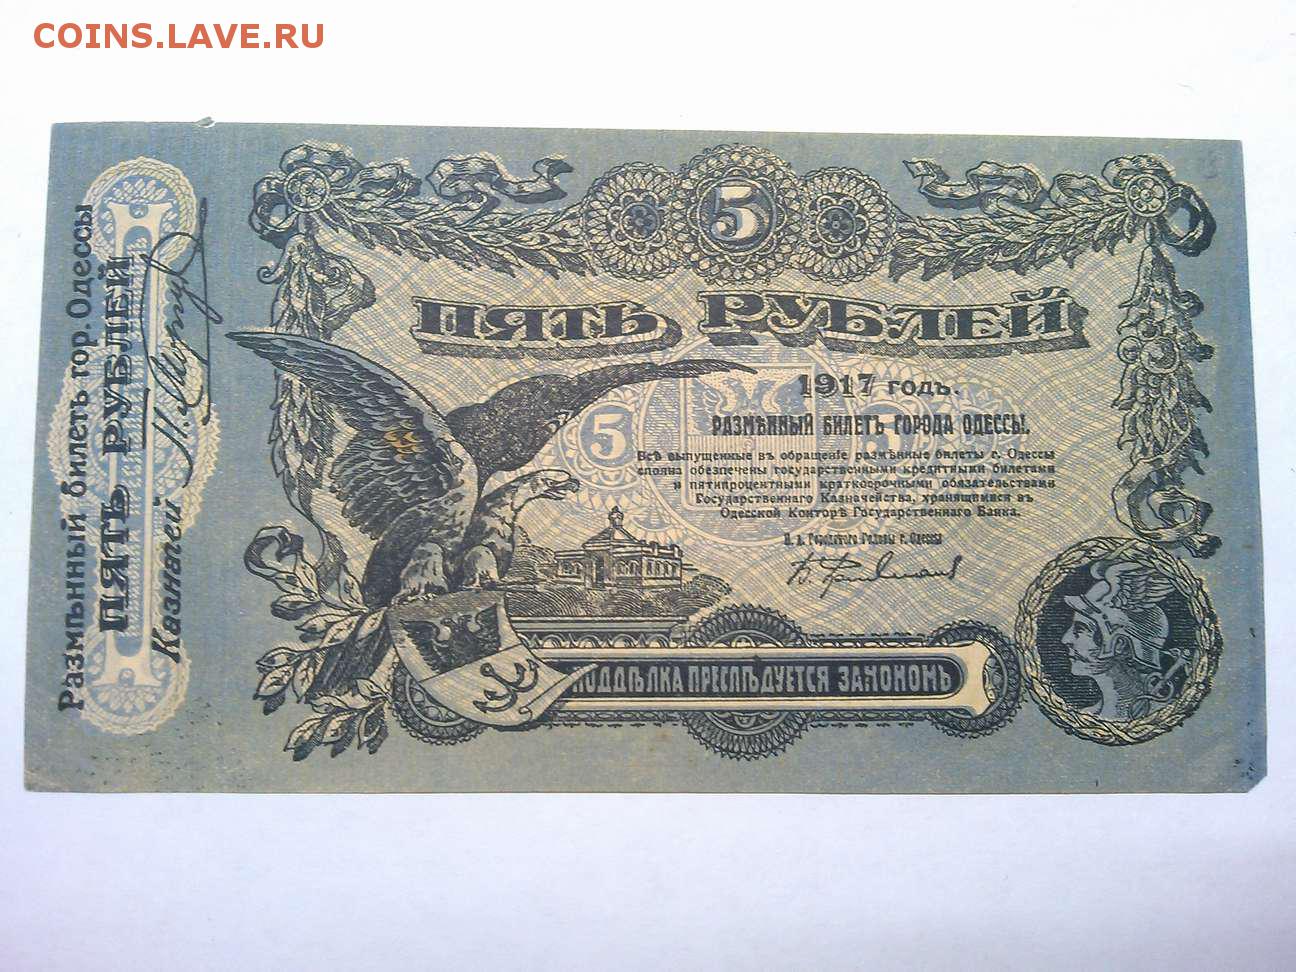 COINS.LAVE.RU
Размѣнный билетъ гор. Одессы
ПЯТЬ РУБЛЕЙ
Казначей
5
ПЯТЬ РУБЛЕЙ
1917 годъ.
РАЗМѢННЫЙ БИЛЕТЪ ГОРОДА ОДЕССЫ.
5 5
Всѣ выпущенные въ обращеніе размѣнные билеты г. Одессы
сполна обезпечены государственными кредитными билетами
и пятипроцентными краткосрочными обязательствами
Государственнаго Казначейства, хранящимися въ
Одесской Конторѣ Государственнаго Банка.
И. д. Городского Головы г. Одессы
ПОДДѢЛКА ПРЕСЛѢДУЕТСЯ ЗАКОНОМЪ